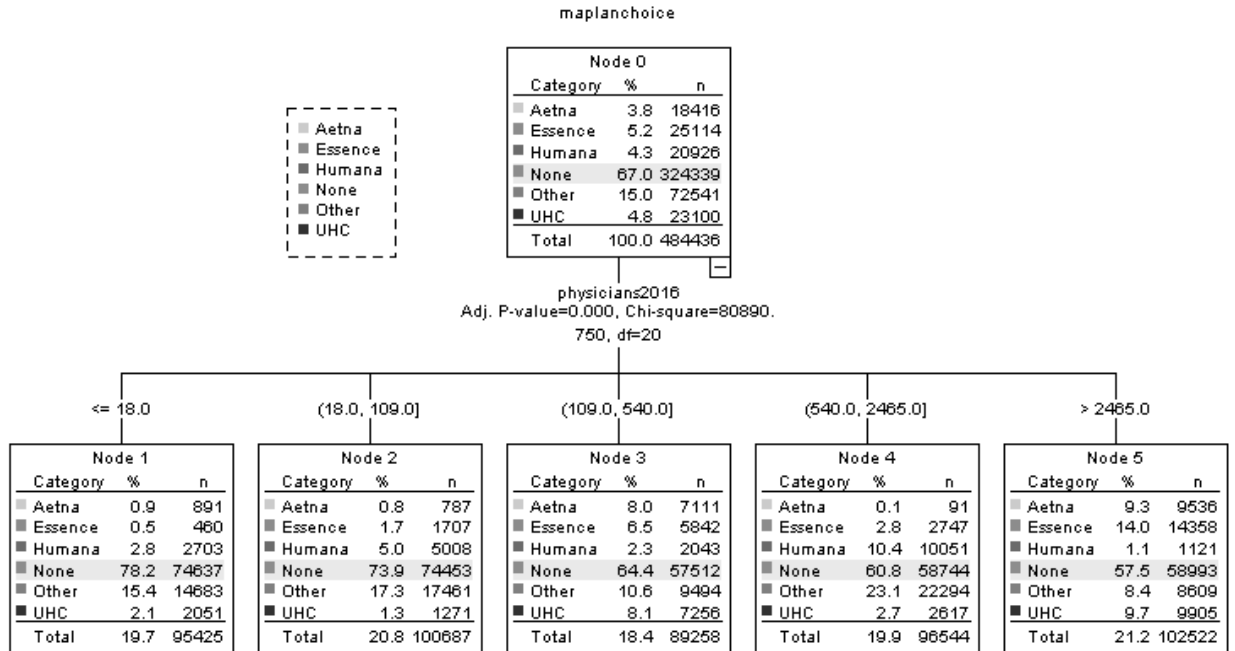 maplanchoice
Node 0
Category % n
Aetna 3.8 18416
Essence 5.2 25114
Humana 4.3 20926
None 67.0 324339
Other 15.0 72541
UHC 4.8 23100
Total 100.0 484436
Aetna
Essence
Humana
None
Other
UHC
physicians2016
Adj. P-value=0.000, Chi-square=80890.
750, df=20
<= 18.0
(18.0, 109.0]
(109.0, 540.0]
(540.0, 2465.0]
> 2465.0
Node 1
Category % n
Aetna 0.9 891
Essence 0.5 460
Humana 2.8 2703
None 78.2 74637
Other 15.4 14683
UHC 2.1 2051
Total 19.7 95425
Node 2
Category % n
Aetna 0.8 787
Essence 1.7 1707
Humana 5.0 5008
None 73.9 74453
Other 17.3 17461
UHC 1.3 1271
Total 20.8 100687
Node 3
Category % n
Aetna 8.0 7111
Essence 6.5 5842
Humana 2.3 2043
None 64.4 57512
Other 10.6 9494
UHC 8.1 7256
Total 18.4 89258
Node 4
Category % n
Aetna 0.1 91
Essence 2.8 2747
Humana 10.4 10051
None 60.8 58744
Other 23.1 22294
UHC 2.7 2617
Total 19.9 96544
Node 5
Category % n
Aetna 9.3 9536
Essence 14.0 14358
Humana 1.1 1121
None 57.5 58993
Other 8.4 8609
UHC 9.7 9905
Total 21.2 102522